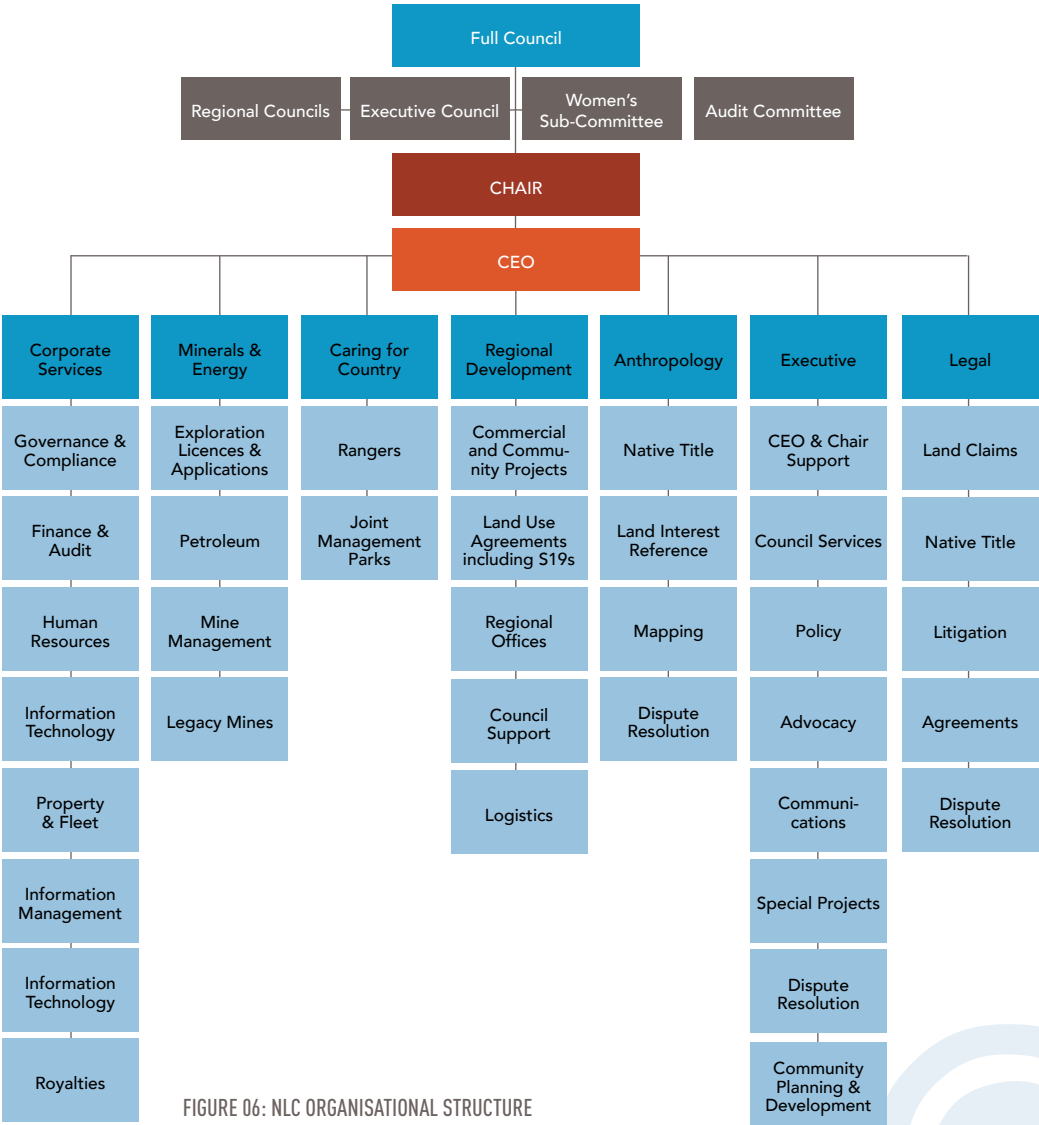 Full Council
Regional Councils
Executive Council
Women's
Sub-Committee
Audit Committee
CHAIR
CEO
Corporate
Services
Governance &
Compliance
Finance &
Audit
Human
Resources
Information
Technology
Property
& Fleet
Information
Management
Information
Technology
Royalties
Minerals &
Energy
Exploration
Licences &
Applications
Petroleum
Mine
Management
Legacy Mines
Caring for
Country
Rangers
Joint
Management
Parks
Regional
Development
Commercial
and Commu-
nity Projects
Land Use
Agreements
including S19s
Regional
Offices
Council
Support
Logistics
Anthropology
Native Title
Land Interest
Reference
Mapping
Dispute
Resolution
Executive
CEO & Chair
Support
Council Services
Policy
Advocacy
Communi-
cations
Special Projects
Dispute
Resolution
Community
Planning &
Development
Legal
Land Claims
Native Title
Litigation
Agreements
Dispute
Resolution
FIGURE 06: NLC ORGANISATIONAL STRUCTURE